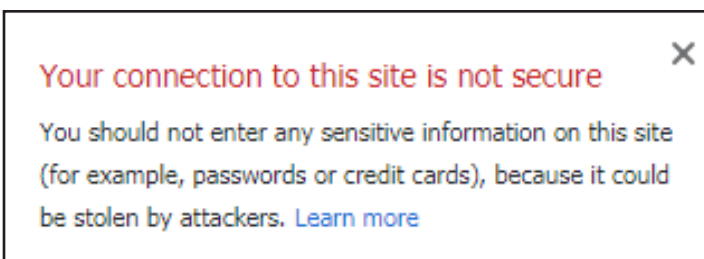 Your connection to this site is not secure
You should not enter any sensitive information on this site
(for example, passwords or credit cards), because it could
be stolen by attackers. Learn more